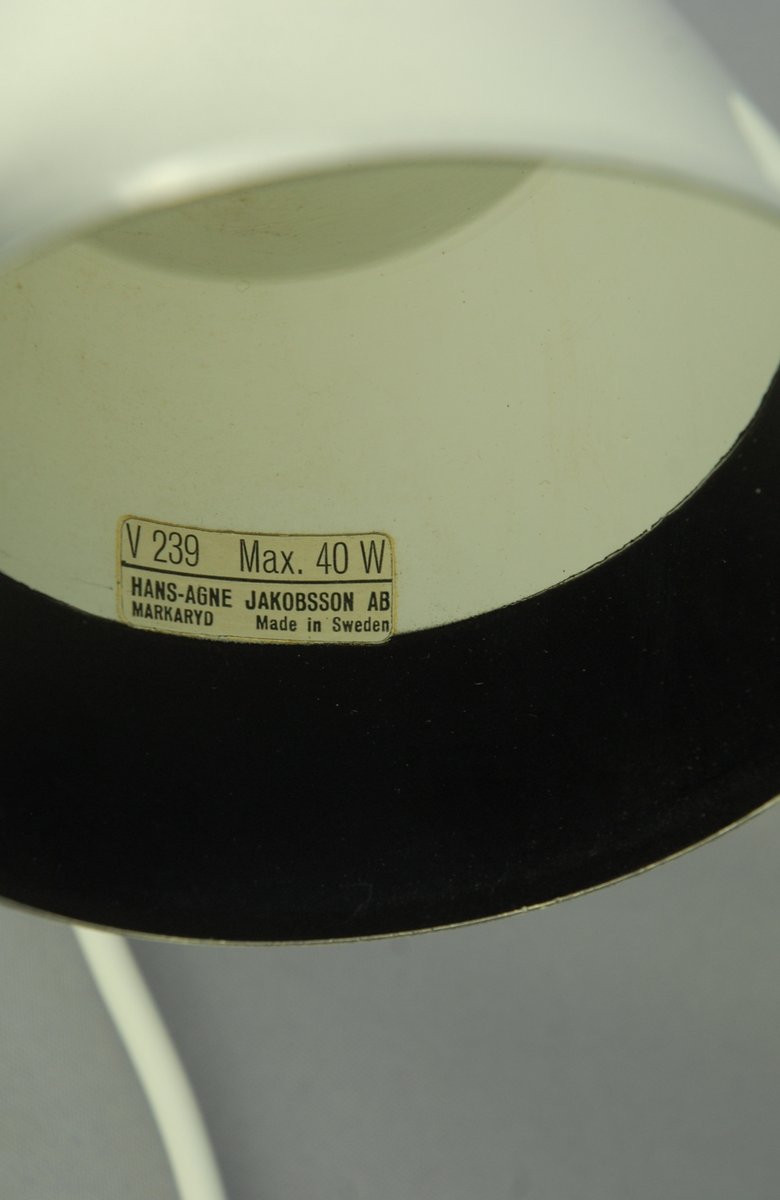 V 239 Max. 40 W
HANS-AGNE JAKOBSSON AB
MARKARYD Made in Sweden